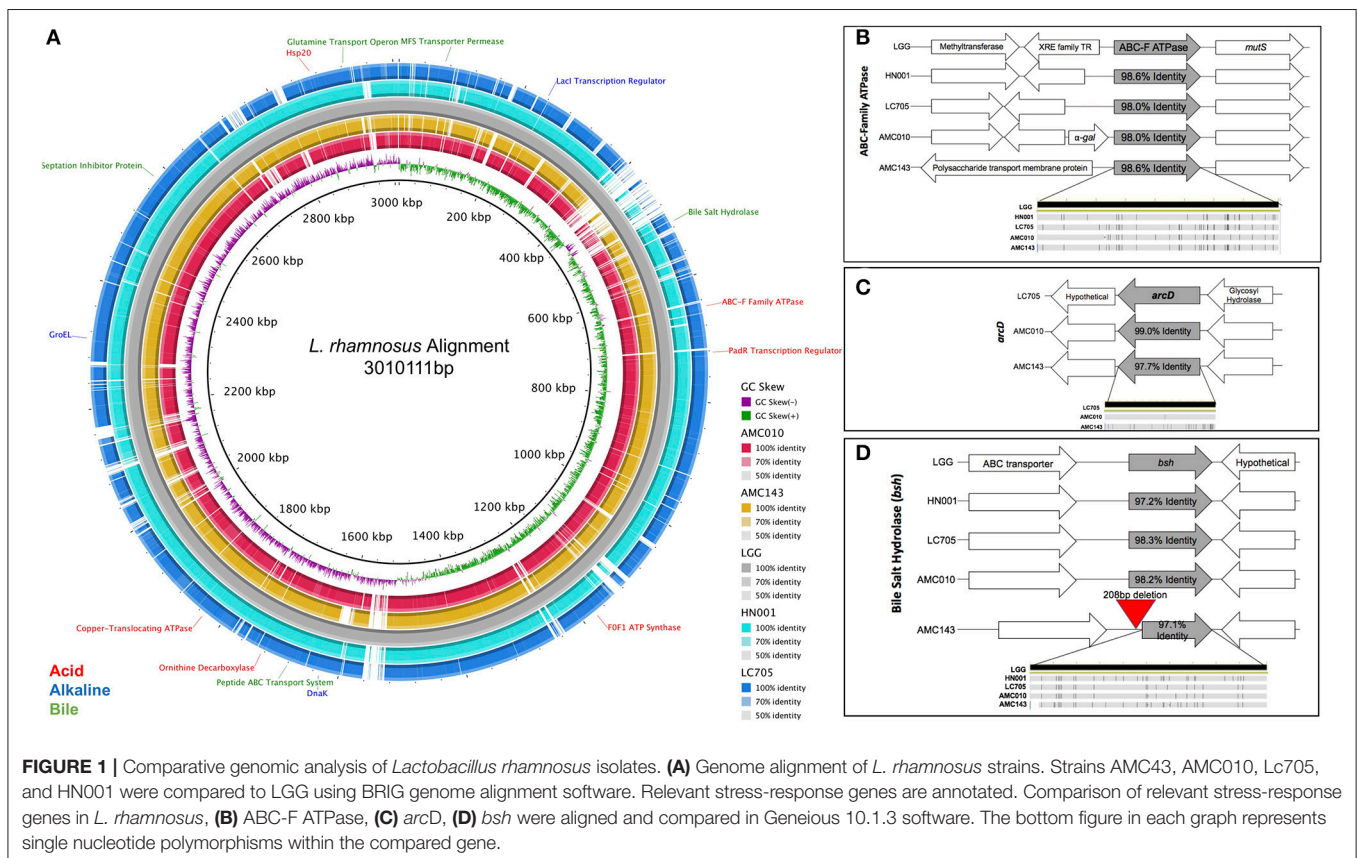 A
Glutamine Transport Operon
MFS Transporter Permease
Hsp20
LacI Transcription Regulator
Septation Inhibitor Protein
Bile Salt Hydrolase
ABC-F Family ATPase
PadR Transcription Regulator
GroEL
F0F1 ATP Synthase
Copper-Translocating ATPase
Ornithine Decarboxylase
Peptide ABC Transport System
DnaK
3000 kbp
200 kbp
400 kbp
600 kbp
800 kbp
1000 kbp
1200 kbp
1400 kbp
1600 kbp
1800 kbp
2000 kbp
2200 kbp
2400 kbp
2600 kbp
2800 kbp
L. rhamnosus Alignment
3010111bp
Acid
Alkaline
Bile
GC Skew
GC Skew(-)
GC Skew(+)
AMC010
100% identity
70% identity
50% identity
AMC143
100% identity
70% identity
50% identity
LGG
100% identity
70% identity
50% identity
HN001
100% identity
70% identity
50% identity
LC705
100% identity
70% identity
50% identity
B
ABC-Family ATPase
LGG Methyltransferase XRE family TR ABC-F ATPase mutS
HN001 98.6% Identity
LC705 98.0% Identity
AMC010 α-gal 98.0% Identity
AMC143 Polysaccharide transport membrane protein 98.6% Identity
LGG
HN001
LC705
AMC010
AMC143
C
arcD
LC705 Hypothetical arcD Glycosyl
Hydrolase
AMC010 99.0% Identity
AMC143 97.7% Identity
LC705
AMC010
AMC143
D
Bile Salt Hydrolase (bsh)
LGG ABC transporter bsh Hypothetical
HN001 97.2% Identity
LC705 98.3% Identity
AMC010 98.2% Identity
208bp deletion
AMC143 97.1%
Identity
LGG
HN001
LC705
AMC010
AMC143
FIGURE 1 | Comparative genomic analysis of Lactobacillus rhamnosus isolates. (A) Genome alignment of L. rhamnosus strains. Strains AMC43, AMC010, Lc705,
and HN001 were compared to LGG using BRIG genome alignment software. Relevant stress-response genes are annotated. Comparison of relevant stress-response
genes in L. rhamnosus, (B) ABC-F ATPase, (C) arcD, (D) bsh were aligned and compared in Geneious 10.1.3 software. The bottom figure in each graph represents
single nucleotide polymorphisms within the compared gene.